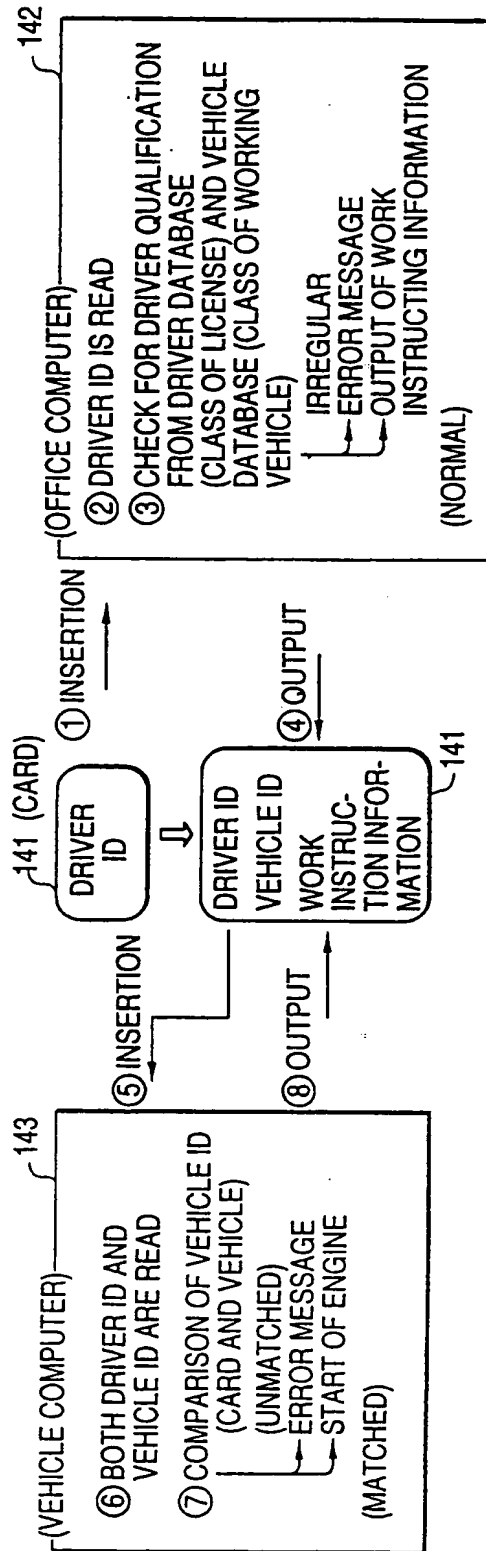 143
(VEHICLE COMPUTER)
⑥ BOTH DRIVER ID AND
VEHICLE ID ARE READ
⑦ COMPARISON OF VEHICLE ID
(CARD AND VEHICLE)
(UNMATCHED)
ERROR MESSAGE
START OF ENGINE
(MATCHED)
⑤ INSERTION
⑧ OUTPUT
141 (CARD)
DRIVER
ID
① INSERTION
DRIVER ID
VEHICLE ID
WORK
INSTRUC-
TION INFOR-
MATION
④ OUTPUT
141
142
(OFFICE COMPUTER)
② DRIVER ID IS READ
③ CHECK FOR DRIVER QUALIFICATION
FROM DRIVER DATABASE
(CLASS OF LICENSE) AND VEHICLE
DATABASE (CLASS OF WORKING
VEHICLE)
IRREGULAR
ERROR MESSAGE
OUTPUT OF WORK
INSTRUCTING INFORMATION
(NORMAL)